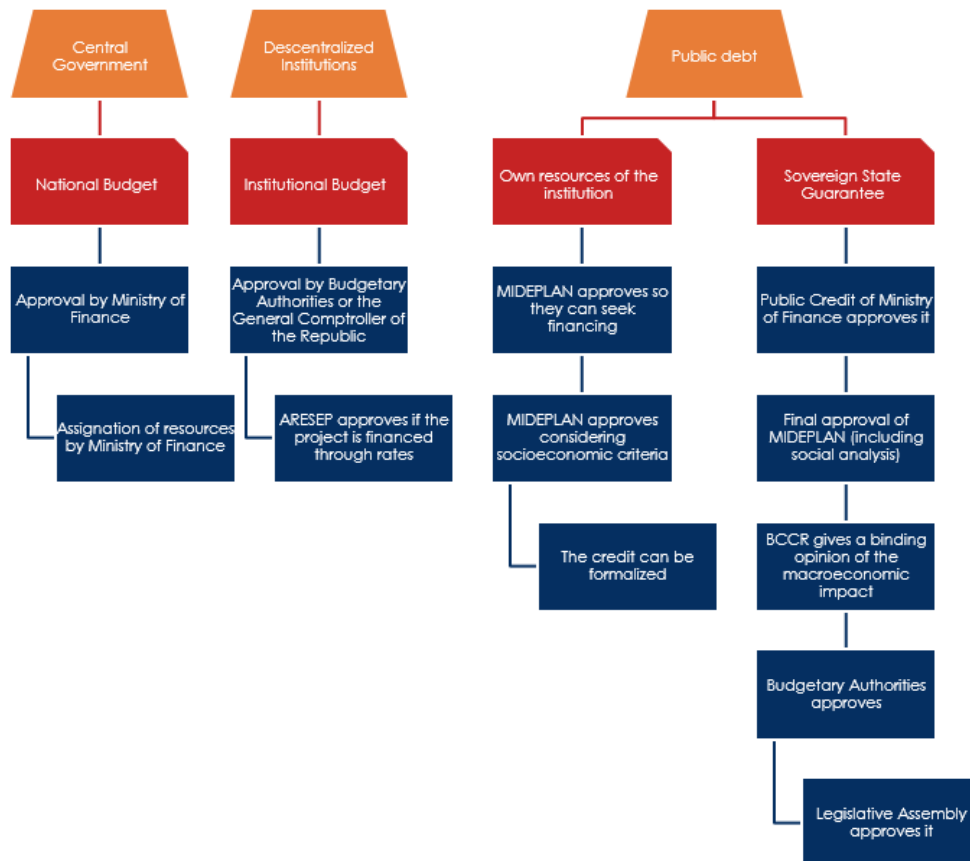 Central
Government
Descentralized
Institutions
Public debt
National Budget
Institutional Budget
Own resources of the
institution
Sovereign State
Guarantee
Approval by Ministry of
Finance
Approval by Budgetary
Authorities or the
General Comptroller of
the Republic
MIDEPLAN approves so
they can seek
financing
Public Credit of Ministry
of Finance approves it
Assignation of resources
by Ministry of Finance
ARESEP approves if the
project is financed
through rates
MIDEPLAN approves
considering
socioeconomic criteria
Final approval of
MIDEPLAN (including
social analysis)
The credit can be
formalized
BCCR gives a binding
opinion of the
macroeconomic
impact
Budgetary Authorities
approves
Legislative Assembly
approves it